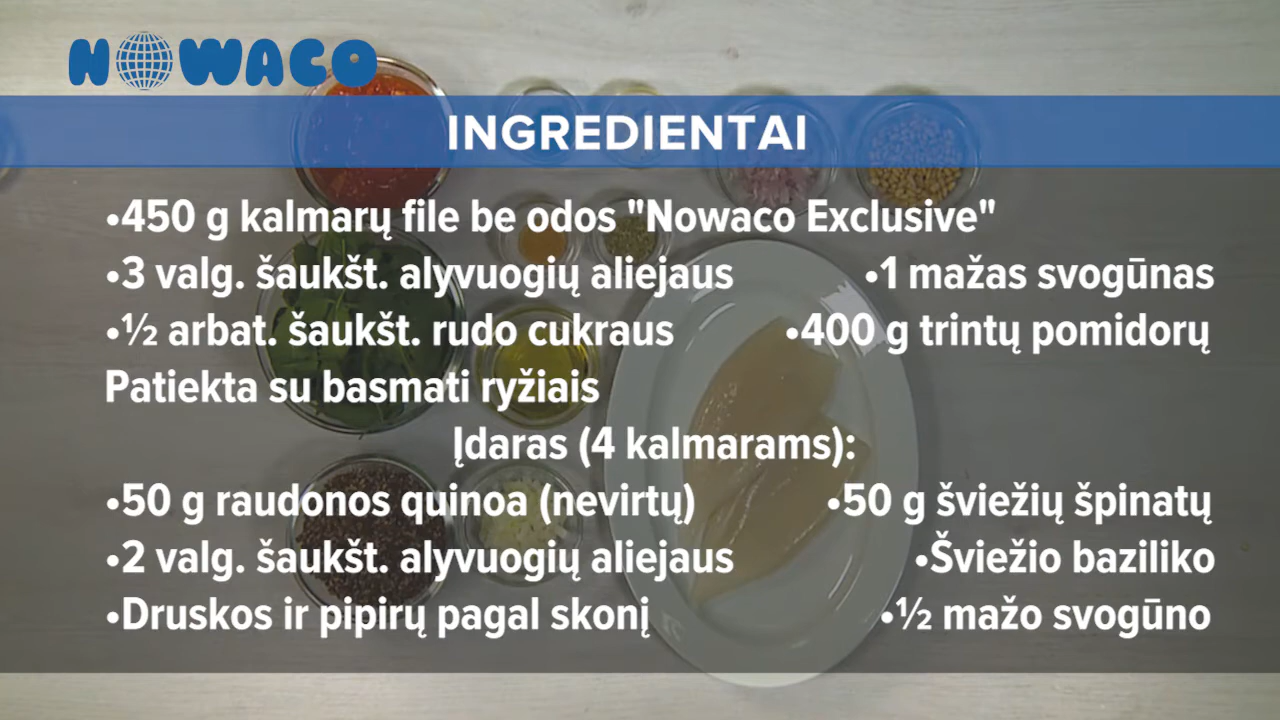 NOWACO
INGREDIENTAI
•450 g kalmarų file be odos "Nowaco Exclusive"
•3 valg. šaukšt. alyvuogių aliejaus •1 mažas svogūnas
•½ arbat. šaukšt. rudo cukraus •400 g trintų pomidorų
Patiekta su basmati ryžiais
Įdaras (4 kalmarams):
•50 g raudonos quinoa (nevirtų) •50 g šviežių špinatų
•2 valg. šaukšt. alyvuogių aliejaus •Šviežio baziliko
•Druskos ir pipirų pagal skonį •½ mažo svogūno